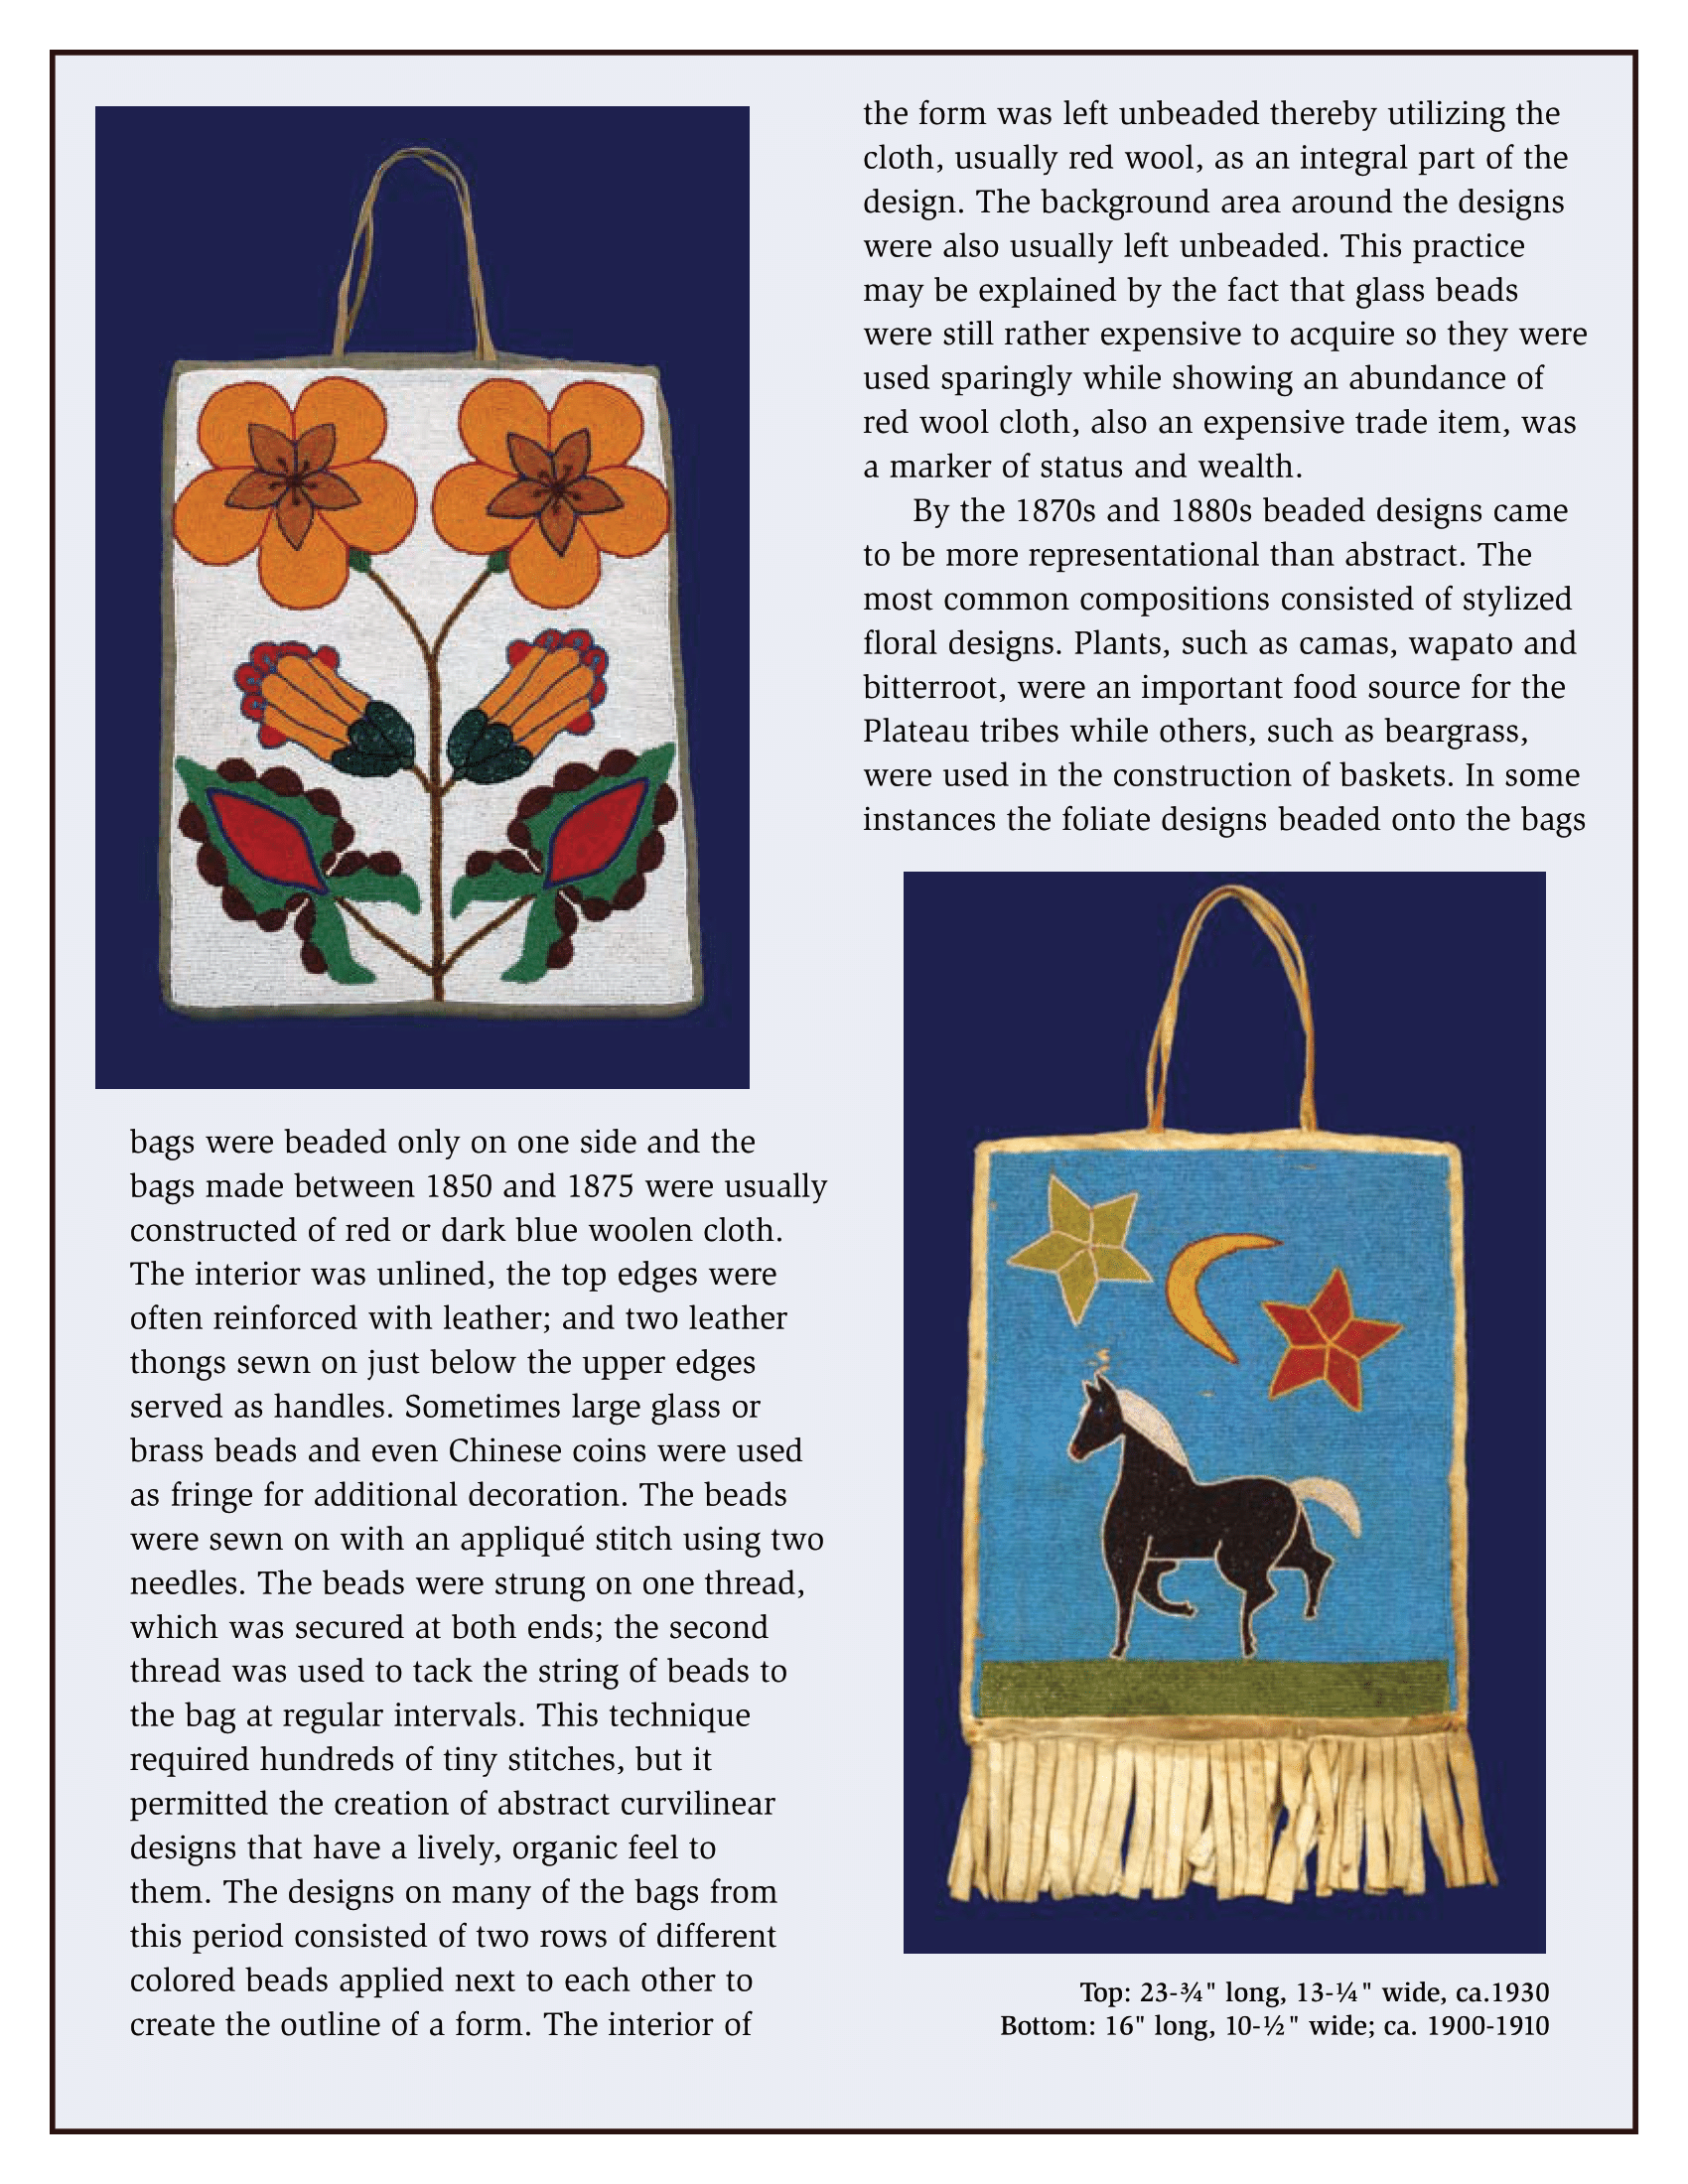 bags were beaded only on one side and the
bags made between 1850 and 1875 were usually
constructed of red or dark blue woolen cloth.
The interior was unlined, the top edges were
often reinforced with leather; and two leather
thongs sewn on just below the upper edges
served as handles. Sometimes large glass or
brass beads and even Chinese coins were used
as fringe for additional decoration. The beads
were sewn on with an appliqué stitch using two
needles. The beads were strung on one thread,
which was secured at both ends; the second
thread was used to tack the string of beads to
the bag at regular intervals. This technique
required hundreds of tiny stitches, but it
permitted the creation of abstract curvilinear
designs that have a lively, organic feel to
them. The designs on many of the bags from
this period consisted of two rows of different
colored beads applied next to each other to
create the outline of a form. The interior of
the form was left unbeaded thereby utilizing the
cloth, usually red wool, as an integral part of the
design. The background area around the designs
were also usually left unbeaded. This practice
may be explained by the fact that glass beads
were still rather expensive to acquire so they were
used sparingly while showing an abundance of
red wool cloth, also an expensive trade item, was
a marker of status and wealth.
By the 1870s and 1880s beaded designs came
to be more representational than abstract. The
most common compositions consisted of stylized
floral designs. Plants, such as camas, wapato and
bitterroot, were an important food source for the
Plateau tribes while others, such as beargrass,
were used in the construction of baskets. In some
instances the foliate designs beaded onto the bags
Top: 23-¾" long, 13-¼" wide, ca.1930
Bottom: 16" long, 10-½" wide; ca. 1900-1910